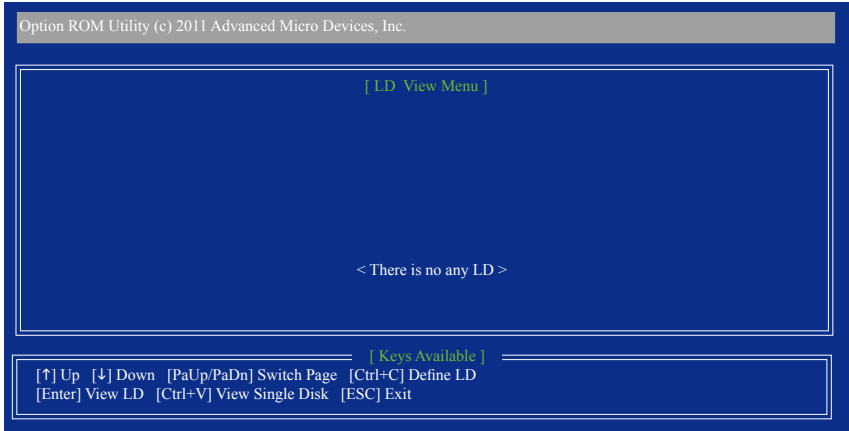 Option ROM Utility (c) 2011 Advanced Micro Devices, Inc.
[ LD View Menu ]
< There is no any LD >
[ Keys Available ]
[↑] Up [↓] Down [PaUp/PaDn] Switch Page [Ctrl+C] Define LD
[Enter] View LD [Ctrl+V] View Single Disk [ESC] Exit